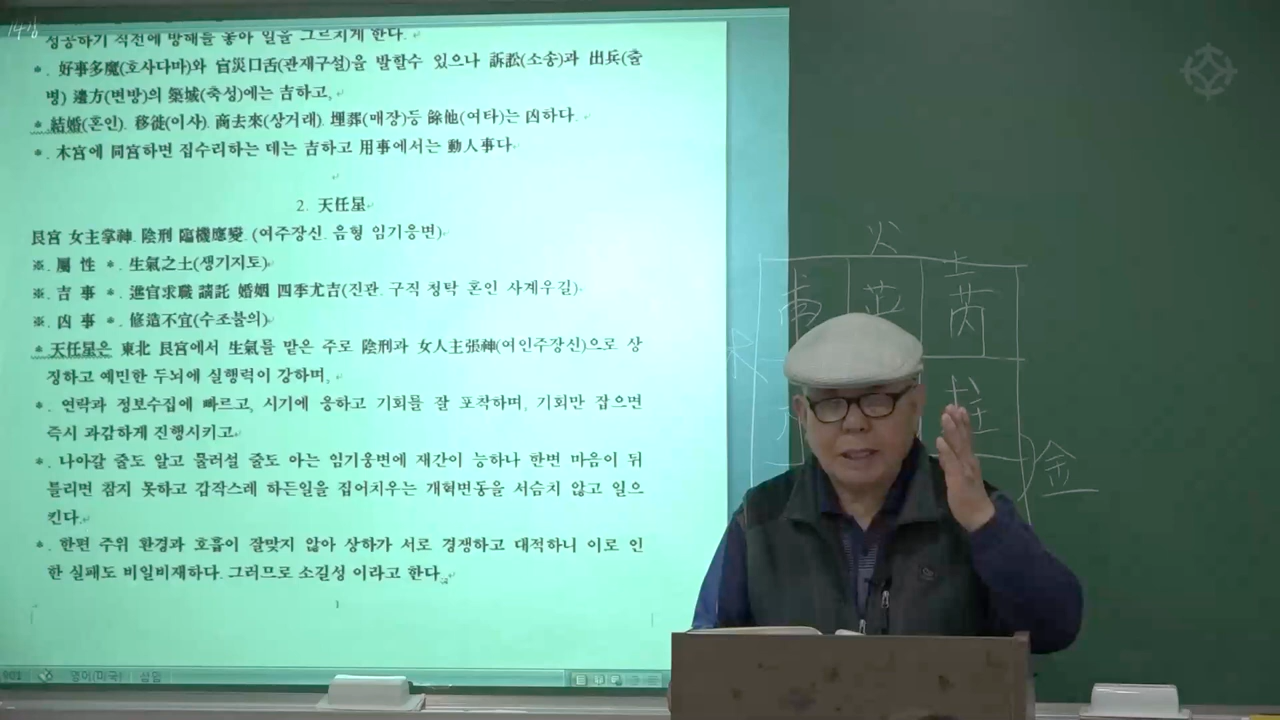 14강
성공하기 직전에 방해를 놓아 일을 그르치게 한다.
*. 好事多魔(호사다마)와 官災口舌(관재구설)을 발할수 있으나 訴訟(소송)과 出兵(출
병) 邊方(변방)의 築城(축성)에는 吉하고,
*. 結婚(혼인). 移徙(이사). 商去來(상거래). 埋葬(매장)등 餘他(여타)는 凶하다.
*. 木宮에 同宮하면 집수리하는 데는 吉하고 用事에서는 動人事다
2. 天任星
艮宮 女主掌神. 陰刑 臨機應變. (여주장신. 음형 임기응변)
※. 屬 性 *. 生氣之土(생기지토)
※. 吉 事 *. 進官求職 請託 婚姻 四季尤吉(진관. 구직 청탁 혼인 사계우길)
※. 凶 事 *. 修造不宜(수조불의)
*. 天任星은 東北 艮宮에서 生氣를 맡은 주로 陰刑과 女人主張神(여인주장신)으로 상
징하고 예민한 두뇌에 실행력이 강하며,
*. 연락과 정보수집에 빠르고, 시기에 응하고 기회를 잘 포착하며, 기회만 잡으면
즉시 과감하게 진행시키고
*. 나아갈 줄도 알고 물러설 줄도 아는 임기웅변에 재간이 능하나 한면 마음이 뒤
틀리면 참지 못하고 갑작스레 하든일을 집어치우는 개혁변동을 서슴치 않고 일으
킨다.
*. 한편 주위 환경과 호흡이 잘맞지 않아 상하가 서로 경쟁하고 대적하니 이로 인
한 실패도 비일비재하다. 그러므로 소길성 이라고 한다.
영어(미국) 삽입
火
土
芮
木
柱
金